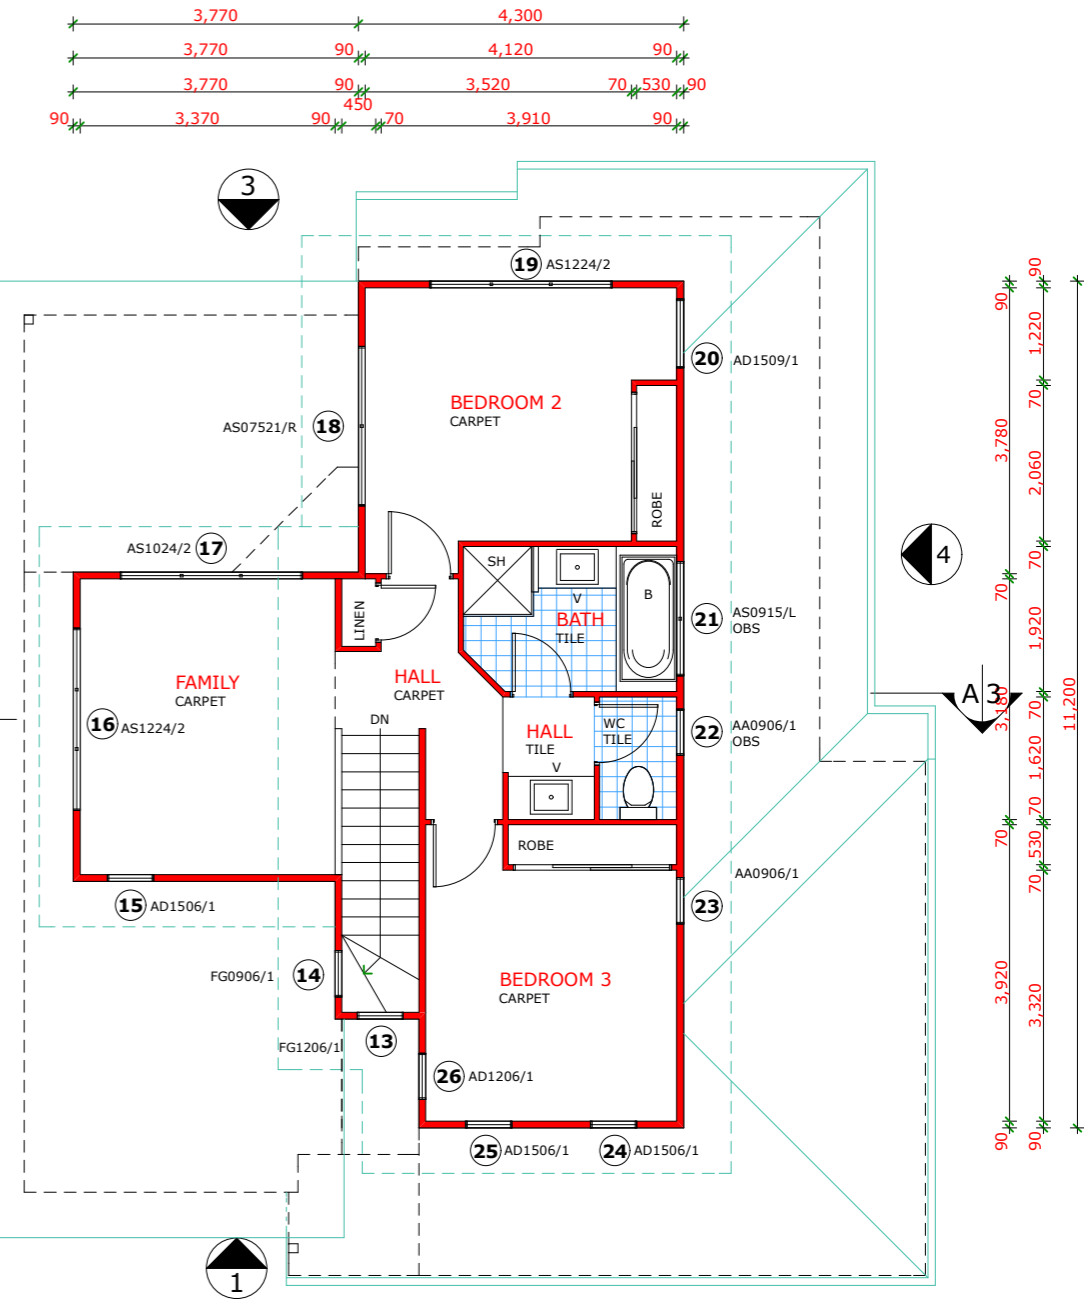 3,770 4,300
3,770 90 4,120 90
3,770 90 3,520 70 530 90
450
90 3,370 90 70 3,910 90
3
19 AS1224/2
90
90
1,220
20 AD1509/1
BEDROOM 2
CARPET
70
AS07521/R 18
3,780
2,060
ROBE
AS1024/2 17
4
SH
70
70
V
B
LINEN
BATH
TILE
21 AS0915/L
OBS
1,920
FAMILY
CARPET
HALL
CARPET
A 3
3,180
70
11,200
16 AS1224/2
DN
HALL
TILE
V
WC
TILE
22 AA0906/1
OBS
1,620
70
70
ROBE
530
AA0906/1
70
15 AD1506/1
23
FG0906/1 14
BEDROOM 3
CARPET
3,920
3,320
FG1206/1 13
26 AD1206/1
25 AD1506/1
24 AD1506/1
90
90
1